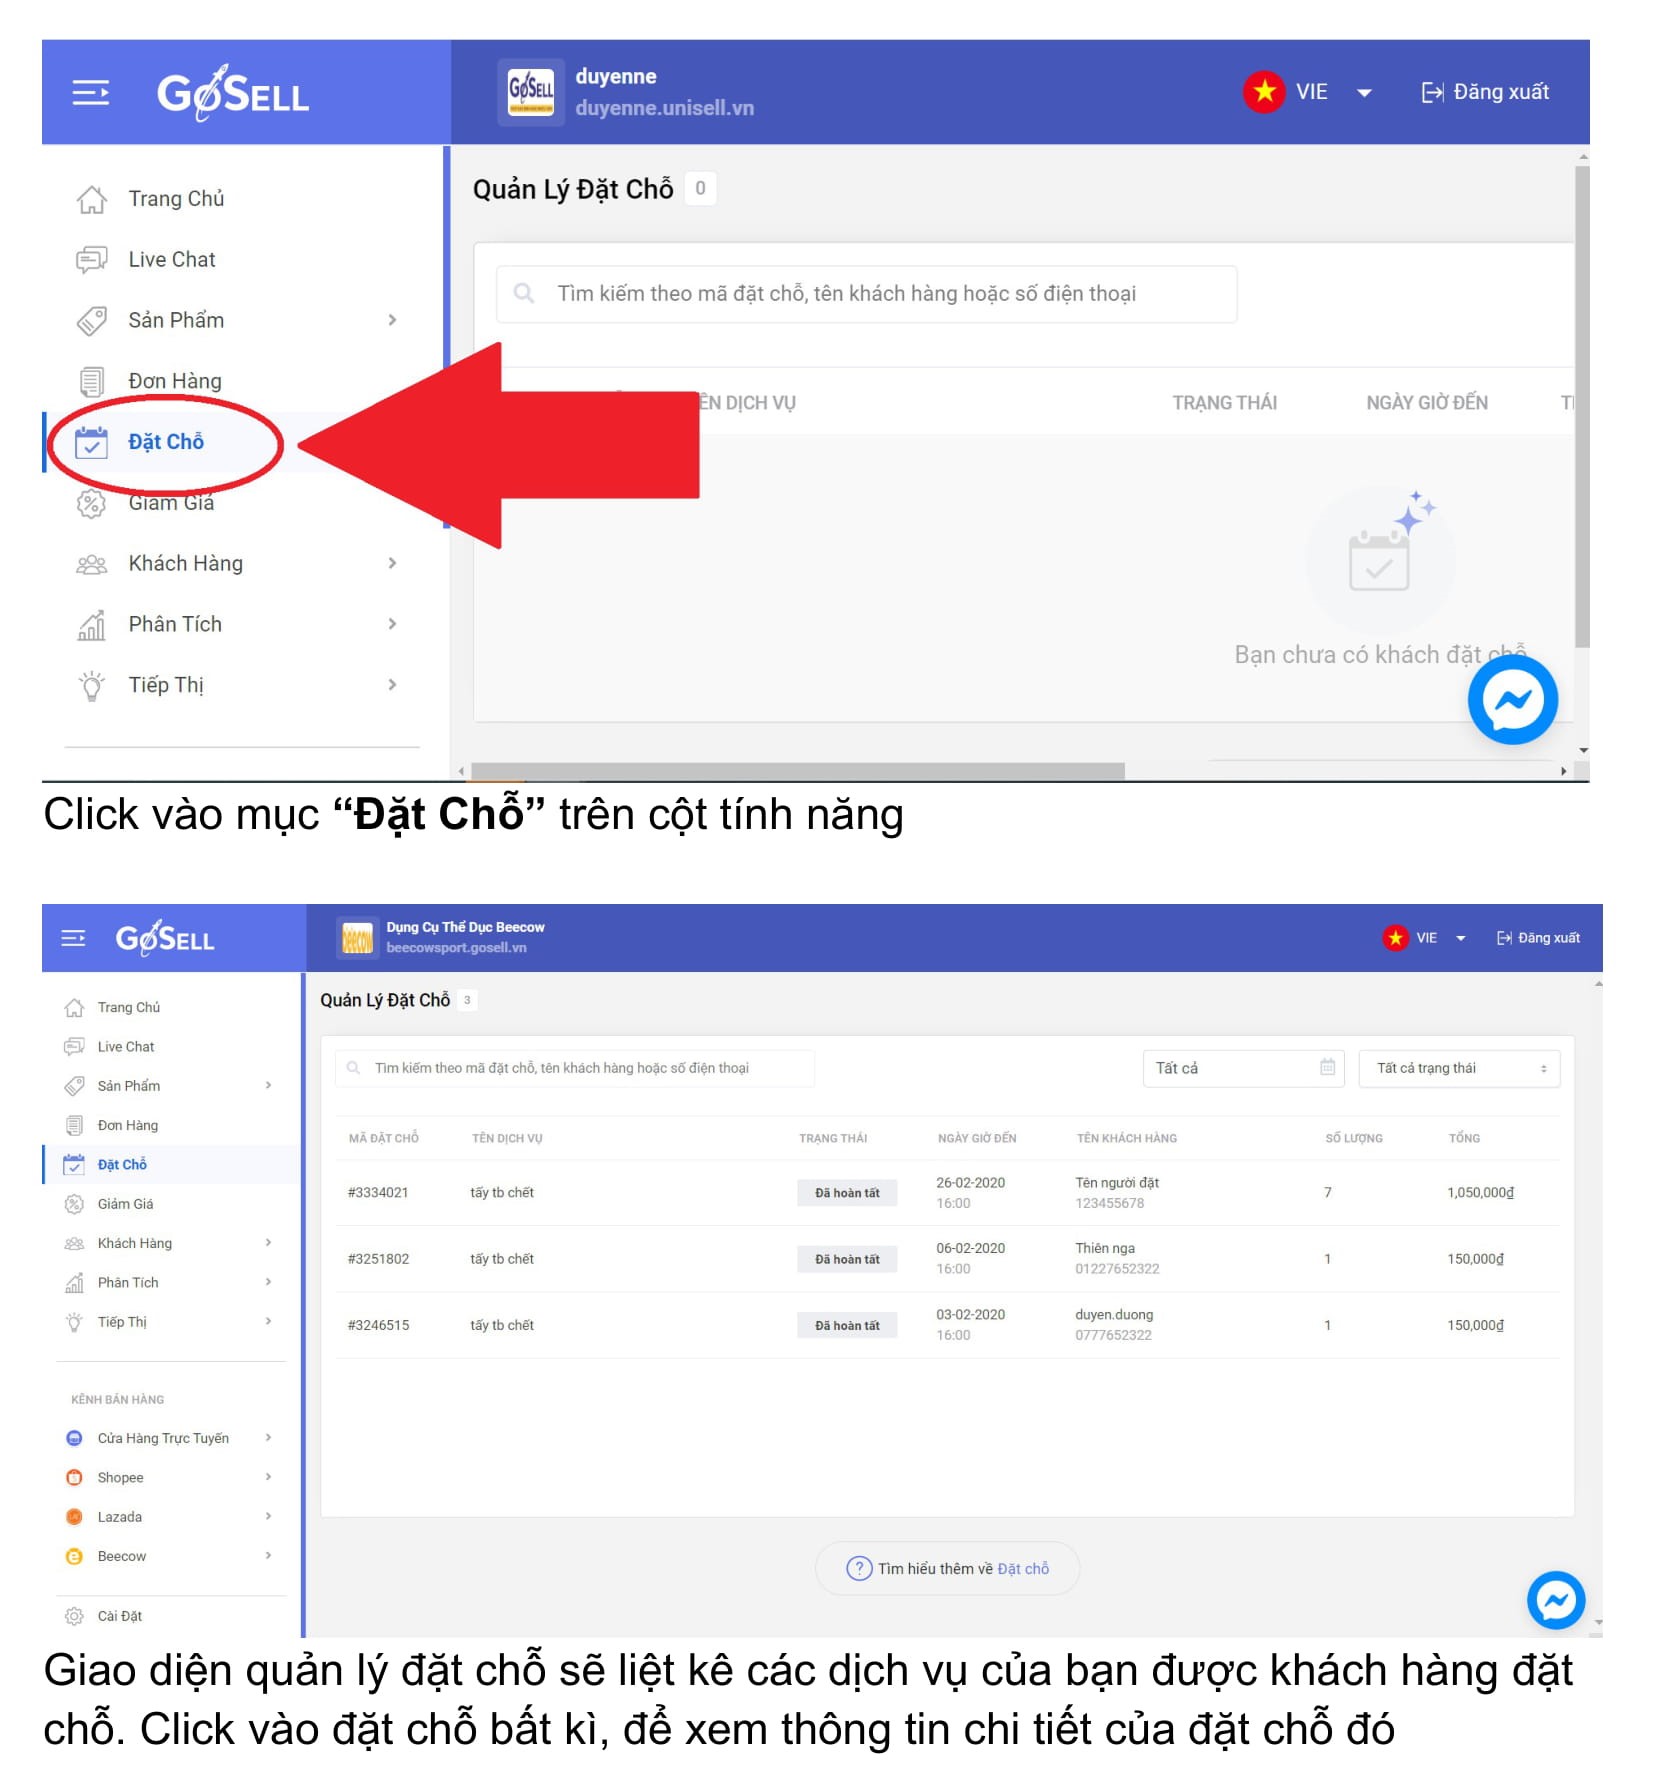 GoSELL
GoSELL
duyenne
duyenne.unisell.vn
VIE
Đăng xuất
Trang Chủ
Live Chat
Sản Phẩm
Đơn Hàng
Đặt Chỗ
Giảm Giá
Khách Hàng
Phân Tích
Tiếp Thị
Quản Lý Đặt Chỗ 0
Tìm kiếm theo mã đặt chỗ, tên khách hàng hoặc số điện thoại
ÊN DỊCH VỤ TRẠNG THÁI NGÀY GIỜ ĐẾN
Bạn chưa có khách đặt chỗ
Click vào mục “Đặt Chỗ” trên cột tính năng
GoSELL
beecow
Dụng Cụ Thể Dục Beecow
beecowsport.gosell.vn
VIE
Đăng xuất
Trang Chủ
Live Chat
Sản Phẩm
Đơn Hàng
Đặt Chỗ
Giảm Giá
Khách Hàng
Phân Tích
Tiếp Thị
KÊNH BÁN HÀNG
Cửa Hàng Trực Tuyến
Shopee
Lazada
Beecow
Cài Đặt
Quản Lý Đặt Chỗ 3
Tìm kiếm theo mã đặt chỗ, tên khách hàng hoặc số điện thoại
Tất cả
Tất cả trạng thái
MÃ ĐẶT CHỖ TÊN DỊCH VỤ TRẠNG THÁI NGÀY GIỜ ĐẾN TÊN KHÁCH HÀNG SỐ LƯỢNG TỔNG
#3334021 tẩy tb chết Đã hoàn tất 26-02-2020 Tên người đặt 7 1,050,000₫
16:00 123455678
#3251802 tẩy tb chết Đã hoàn tất 06-02-2020 Thiên nga 1 150,000₫
16:00 01227652322
#3246515 tẩy tb chết Đã hoàn tất 03-02-2020 duyen.duong 1 150,000₫
16:00 0777652322
Tìm hiểu thêm về Đặt chỗ
Giao diện quản lý đặt chỗ sẽ liệt kê các dịch vụ của bạn được khách hàng đặt
chỗ. Click vào đặt chỗ bất kì, để xem thông tin chi tiết của đặt chỗ đó